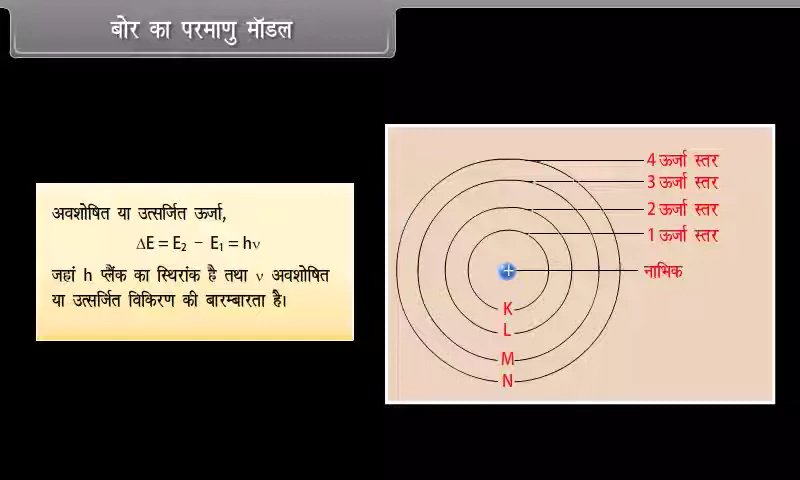 बोर का परमाणु मॉडल
अवशोषित या उत्सर्जित ऊर्जा,
ΔE = E₂ − E₁ = hν
जहां h प्लैंक का स्थिरांक है तथा ν अवशोषित
या उत्सर्जित विकिरण की बारम्बारता है।
4 ऊर्जा स्तर
3 ऊर्जा स्तर
2 ऊर्जा स्तर
1 ऊर्जा स्तर
+
नाभिक
K
L
M
N